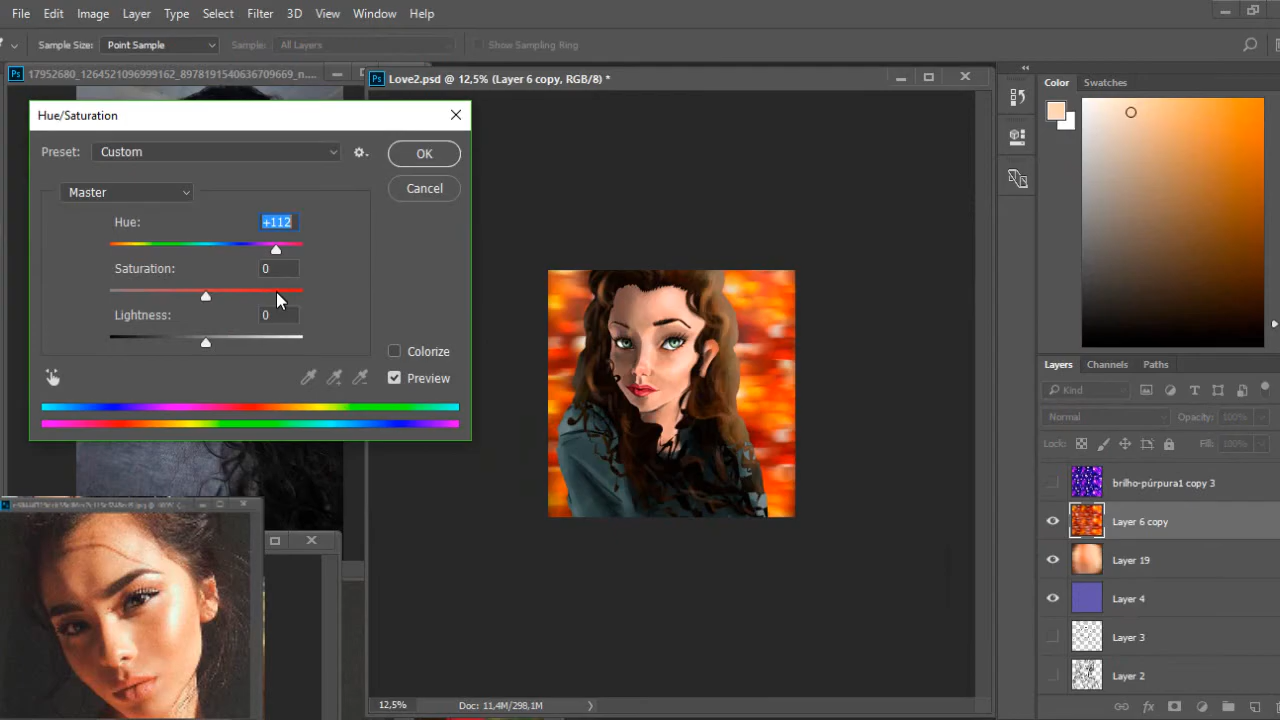 File Edit Image Layer Type Select Filter 3D View Window Help
Sample Size: Point Sample Sample: All Layers Show Sampling Ring
17952680_1264521096999162_8978191540636709669_n....
Love2.psd @ 12,5% (Layer 6 copy, RGB/8) *
Color Swatches
Hue/Saturation
Preset: Custom
OK
Master
Cancel
Hue: +112
Saturation: 0
Lightness: 0
Colorize
Preview
Layers Channels Paths
Kind
Normal Opacity: 100%
Lock: Fill: 100%
brilho-púrpura1 copy 3
Layer 6 copy
Layer 19
Layer 4
Layer 3
Layer 2
12,5% Doc: 11,4M/298,1M